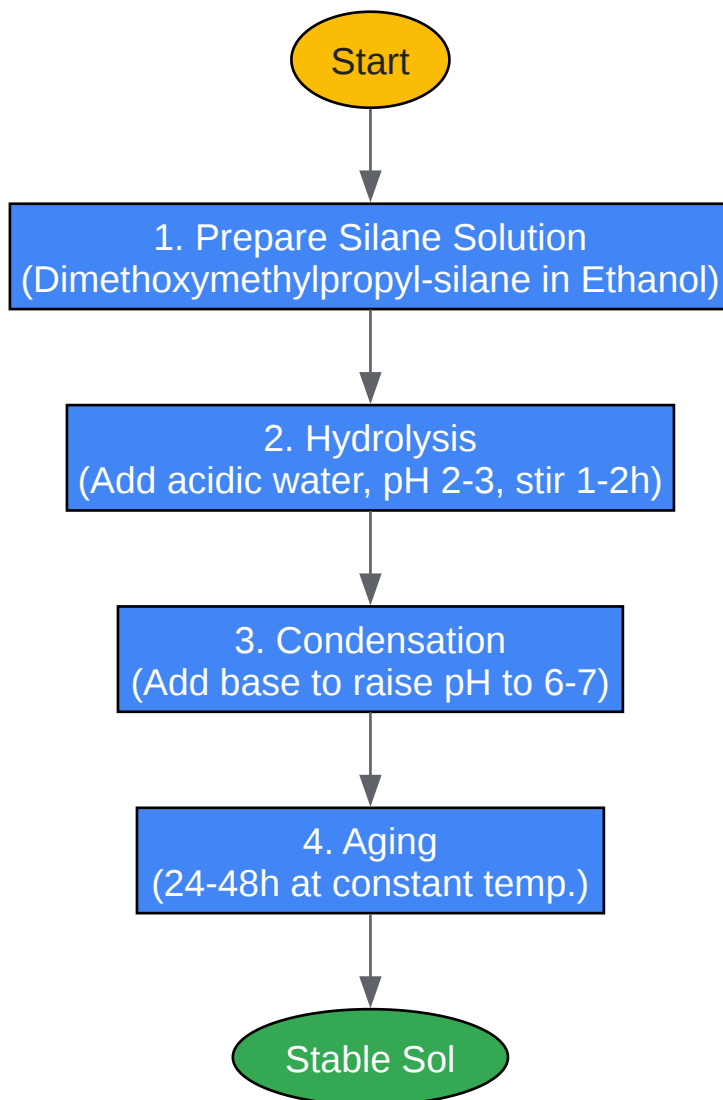 Start
1. Prepare Silane Solution
(Dimethoxymethylpropyl-silane in Ethanol)
2. Hydrolysis
(Add acidic water, pH 2-3, stir 1-2h)
3. Condensation
(Add base to raise pH to 6-7)
4. Aging
(24-48h at constant temp.)
Stable Sol